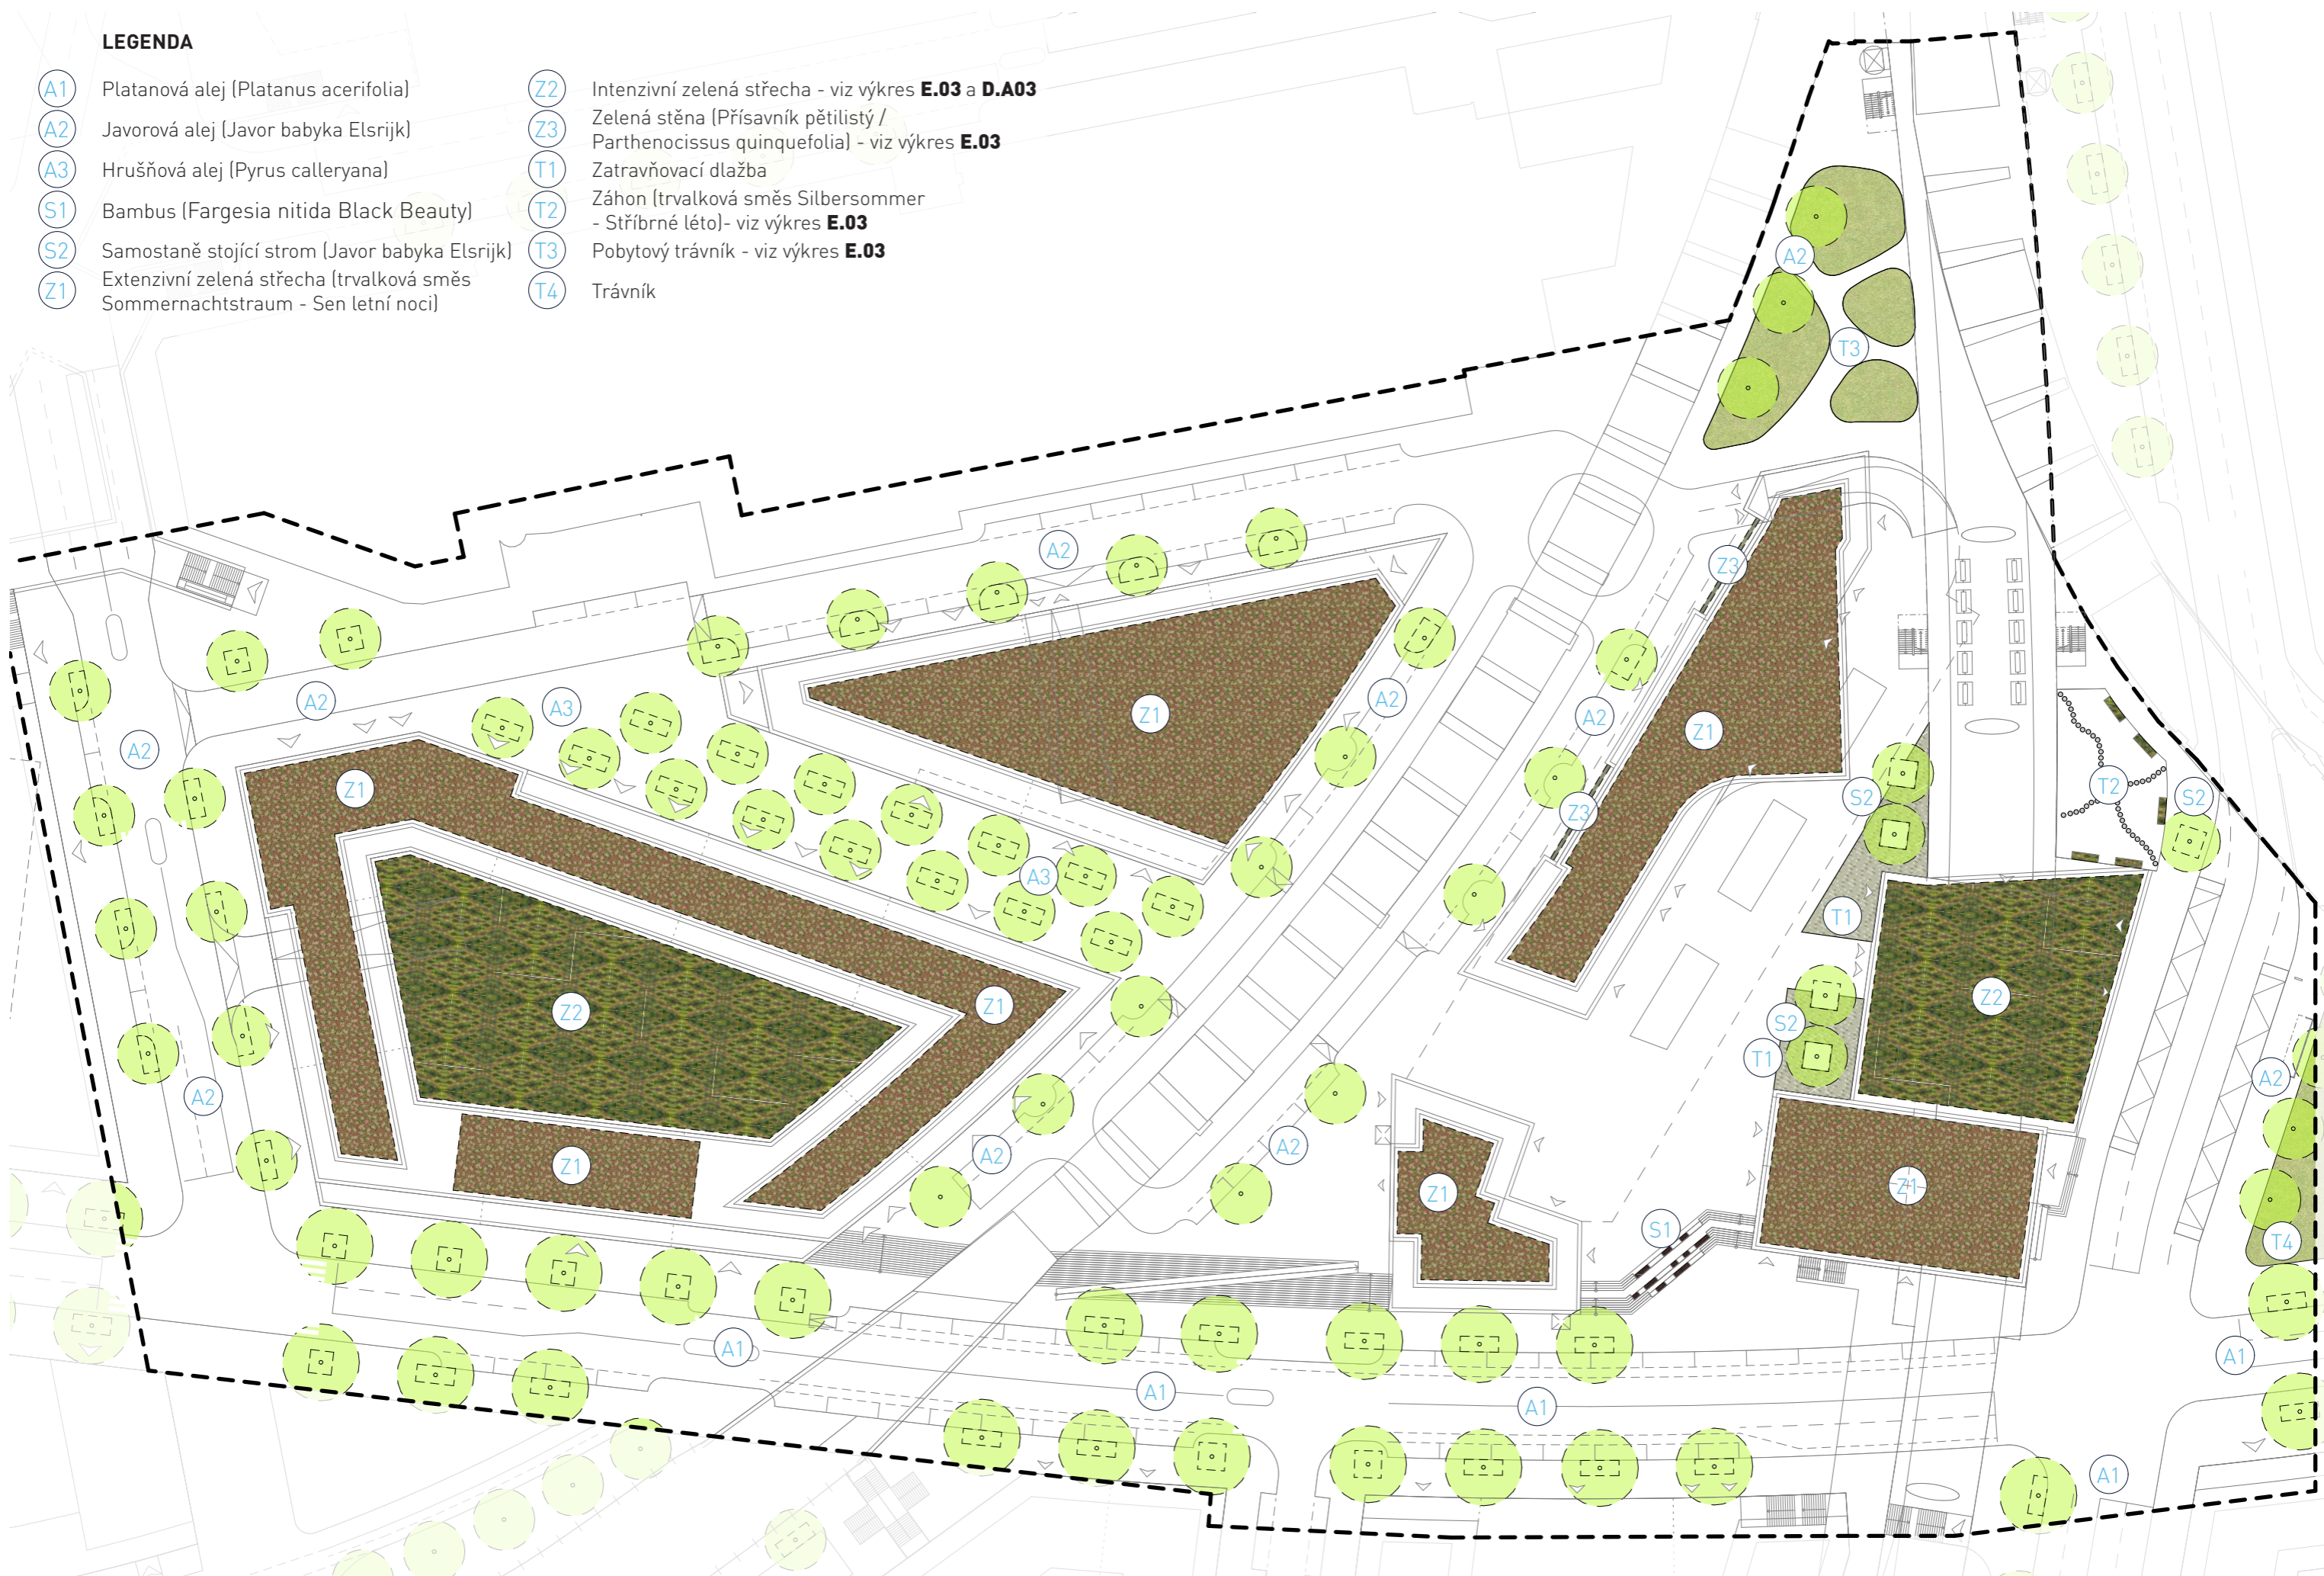 LEGENDA
A1 Platanová alej (Platanus acerifolia)
A2 Javorová alej (Javor babyka Elsrijk)
A3 Hrušňová alej (Pyrus calleryana)
S1 Bambus (Fargesia nitida Black Beauty)
S2 Samostaně stojící strom (Javor babyka Elsrijk)
Z1 Extenzivní zelená střecha (trvalková směs
Sommernachtstraum - Sen letní noci)
Z2 Intenzivní zelená střecha - viz výkres E.03 a D.A03
Z3 Zelená stěna (Přísavník pětilistý /
Parthenocissus quinquefolia) - viz výkres E.03
T1 Zatravňovací dlažba
T2 Záhon (trvalková směs Silbersommer
- Stříbrné léto)- viz výkres E.03
T3 Pobytový trávník - viz výkres E.03
T4 Trávník
A2
T3
A2
Z3
A2
A3
Z1
A2
A2
Z1
A2
Z1
Z3
S2
T2
S2
A3
T1
Z2
Z1
Z2
S2
T1
A2
A2
A2
A2
Z1
Z1
Z1
S1
T4
A1
A1
A1
A1
A1